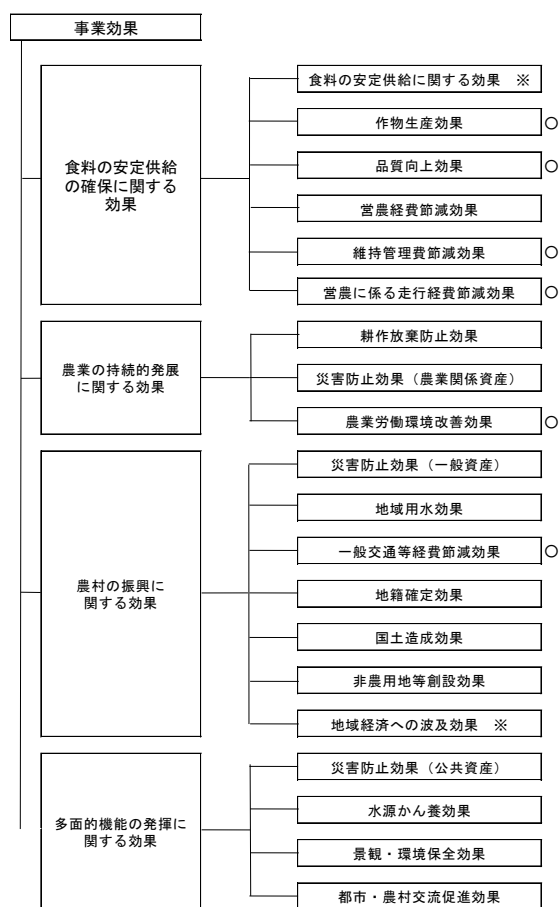 事業効果
食料の安定供給
の確保に関する
効果
食料の安定供給に関する効果 ※
作物生産効果 ○
品質向上効果 ○
営農経費節減効果
維持管理費節減効果 ○
営農に係る走行経費節減効果 ○
農業の持続的発展
に関する効果
耕作放棄防止効果
災害防止効果（農業関係資産）
農業労働環境改善効果 ○
農村の振興に
関する効果
災害防止効果（一般資産）
地域用水効果
一般交通等経費節減効果 ○
地籍確定効果
国土造成効果
非農用地等創設効果
地域経済への波及効果 ※
多面的機能の発揮に
関する効果
災害防止効果（公共資産）
水源かん養効果
景観・環境保全効果
都市・農村交流促進効果